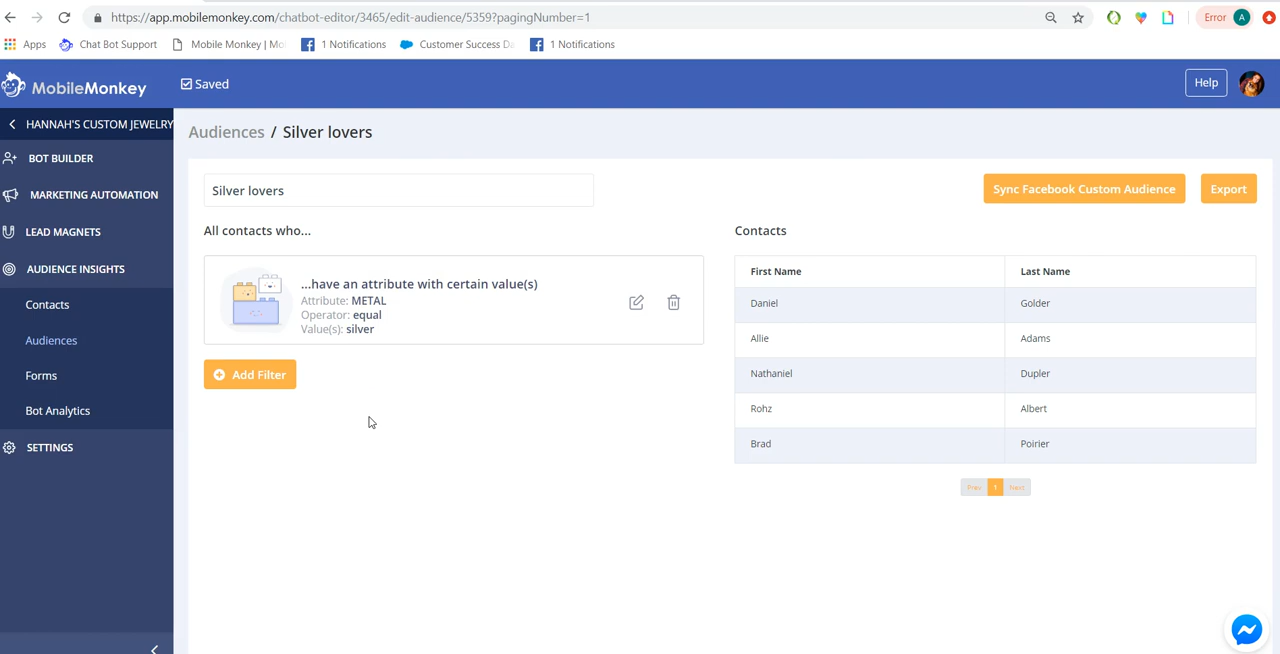 https://app.mobilemonkey.com/chatbot-editor/3465/edit-audience/5359?pagingNumber=1
Error A
Apps Chat Bot Support Mobile Monkey | Mo 1 Notifications Customer Success Da 1 Notifications
MobileMonkey
Saved
Help
HANNAH'S CUSTOM JEWELRY
BOT BUILDER
MARKETING AUTOMATION
LEAD MAGNETS
AUDIENCE INSIGHTS
Contacts
Audiences
Forms
Bot Analytics
SETTINGS
Audiences / Silver lovers
Silver lovers
Sync Facebook Custom Audience
Export
All contacts who...
...have an attribute with certain value(s)
Attribute: METAL
Operator: equal
Value(s): silver
Add Filter
Contacts
First Name Last Name
Daniel Golder
Allie Adams
Nathaniel Dupler
Rohz Albert
Brad Poirier
Prev 1 Next